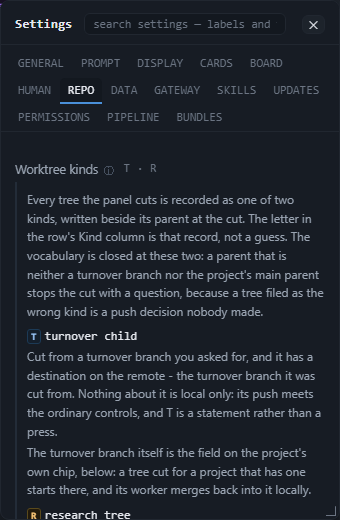 Settings
search settings — labels and
×
GENERAL PROMPT DISPLAY CARDS BOARD
HUMAN REPO DATA GATEWAY SKILLS UPDATES
PERMISSIONS PIPELINE BUNDLES
Worktree kinds ⓘ T · R
Every tree the panel cuts is recorded as one of two
kinds, written beside its parent at the cut. The letter in
the row's Kind column is that record, not a guess. The
vocabulary is closed at these two: a parent that is
neither a turnover branch nor the project's main parent
stops the cut with a question, because a tree filed as the
wrong kind is a push decision nobody made.
T turnover child
Cut from a turnover branch you asked for, and it has a
destination on the remote - the turnover branch it was
cut from. Nothing about it is local only: its push meets
the ordinary controls, and T is a statement rather than a
press.
The turnover branch itself is the field on the project's
own chip, below: a tree cut for a project that has one
starts there, and its worker merges back into it locally.
R research tree